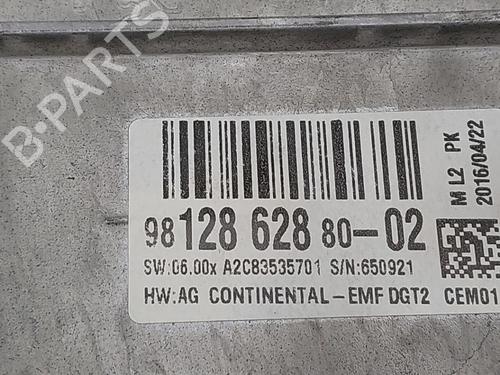 B-PARTS
98 128 628 80-02
SW:06.00x A2C83535701 S/N:650921
HW:AG CONTINENTAL-EMF DGT2 CEM01
M L2 PK
2016/04/22